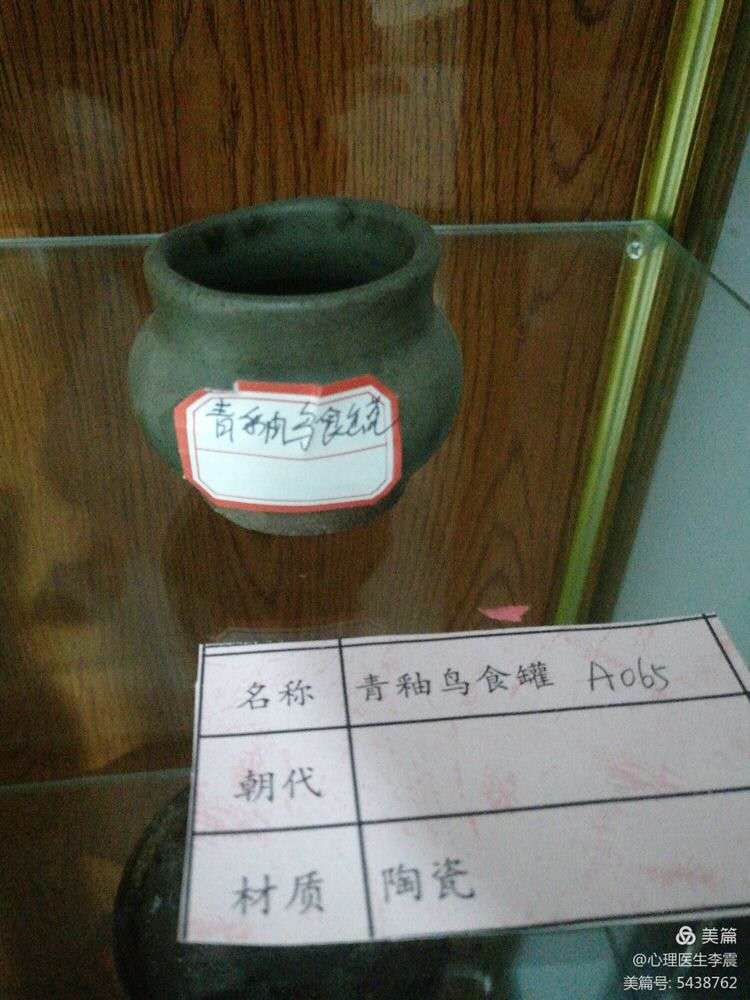 青釉鸟食罐
名称 青釉鸟食罐 A065
朝代
材质 陶瓷
美篇
@心理医生李震
美篇号: 5438762